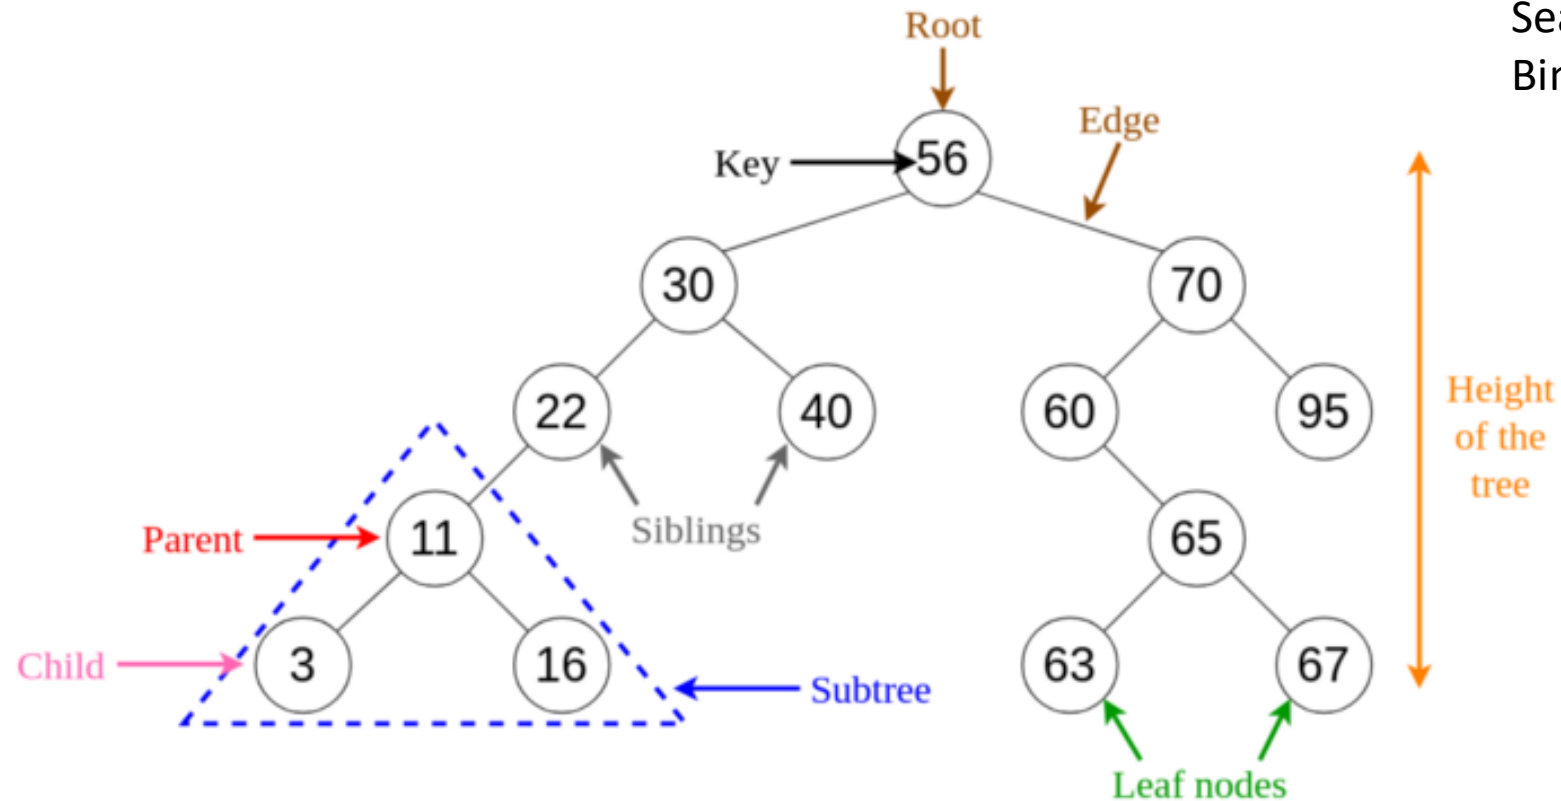 Root
Edge
Key
56
30
70
22
40
60
95
Height
of the
tree
Siblings
Parent
11
65
Child
3
16
63
67
Subtree
Leaf nodes